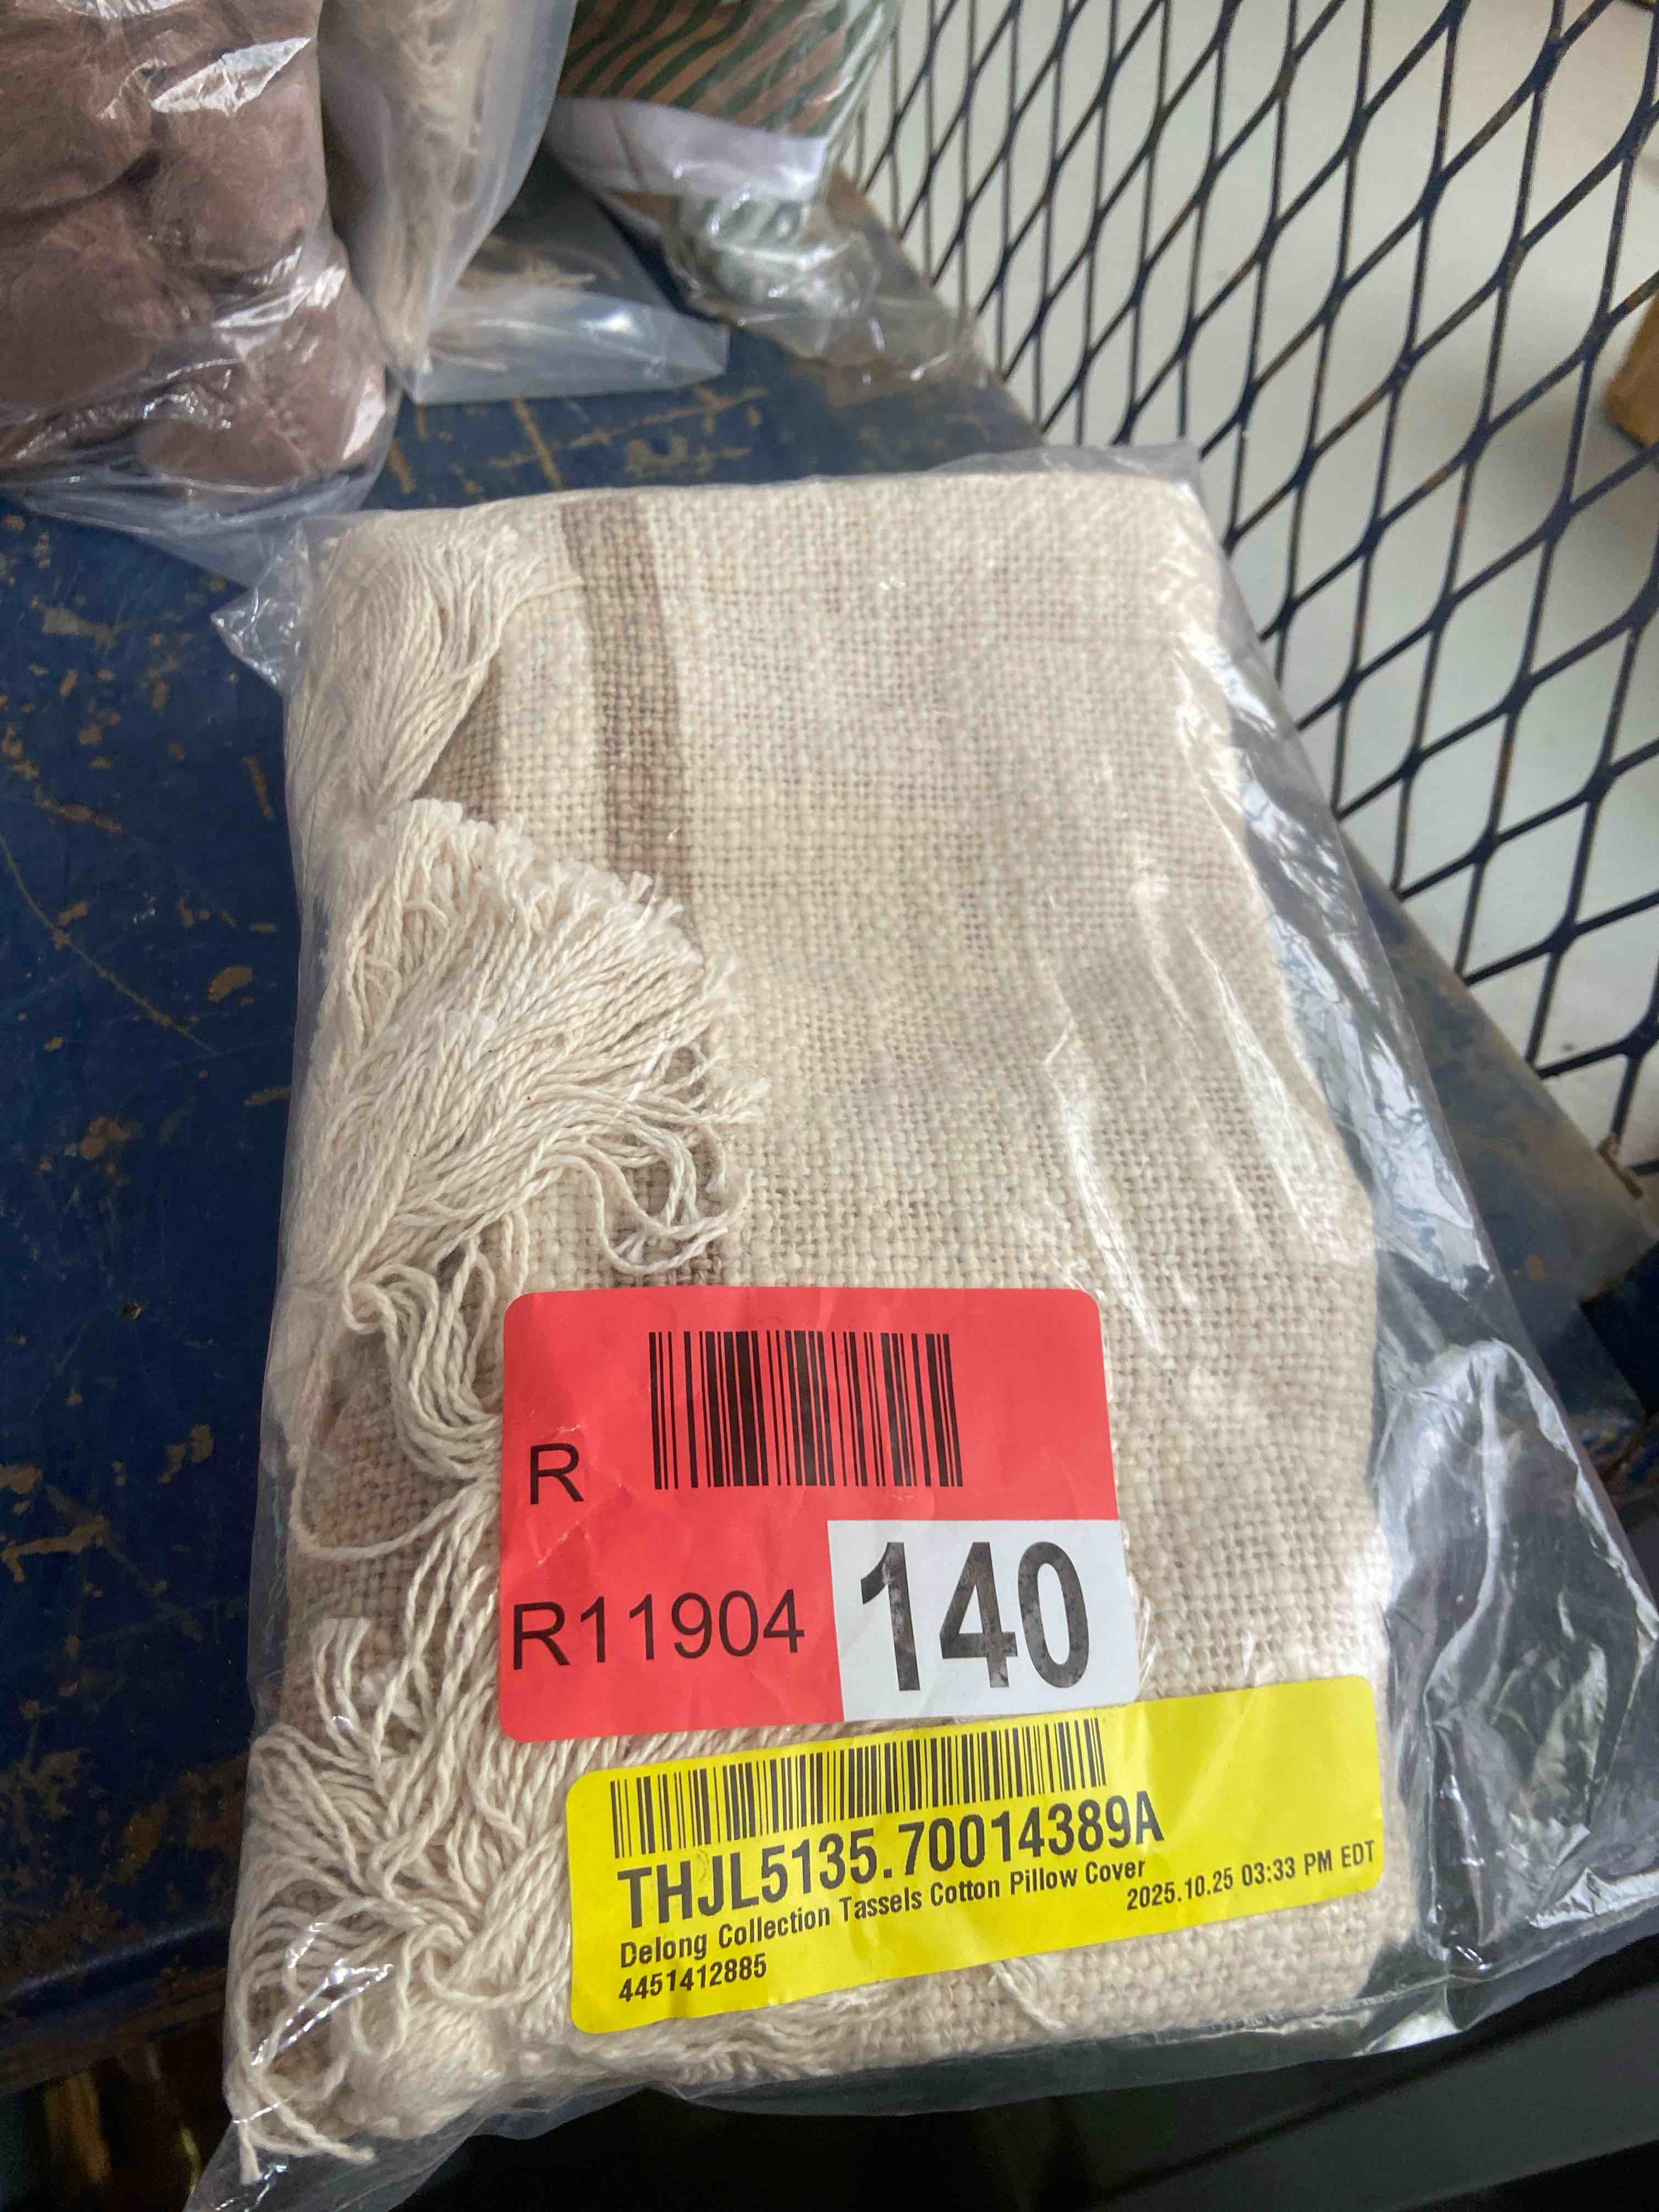 R
R11904
140
THJL5135.70014389A
Delong Collection Tassels Cotton Pillow Cover
2025.10.25 03:33 PM EDT
4451412885